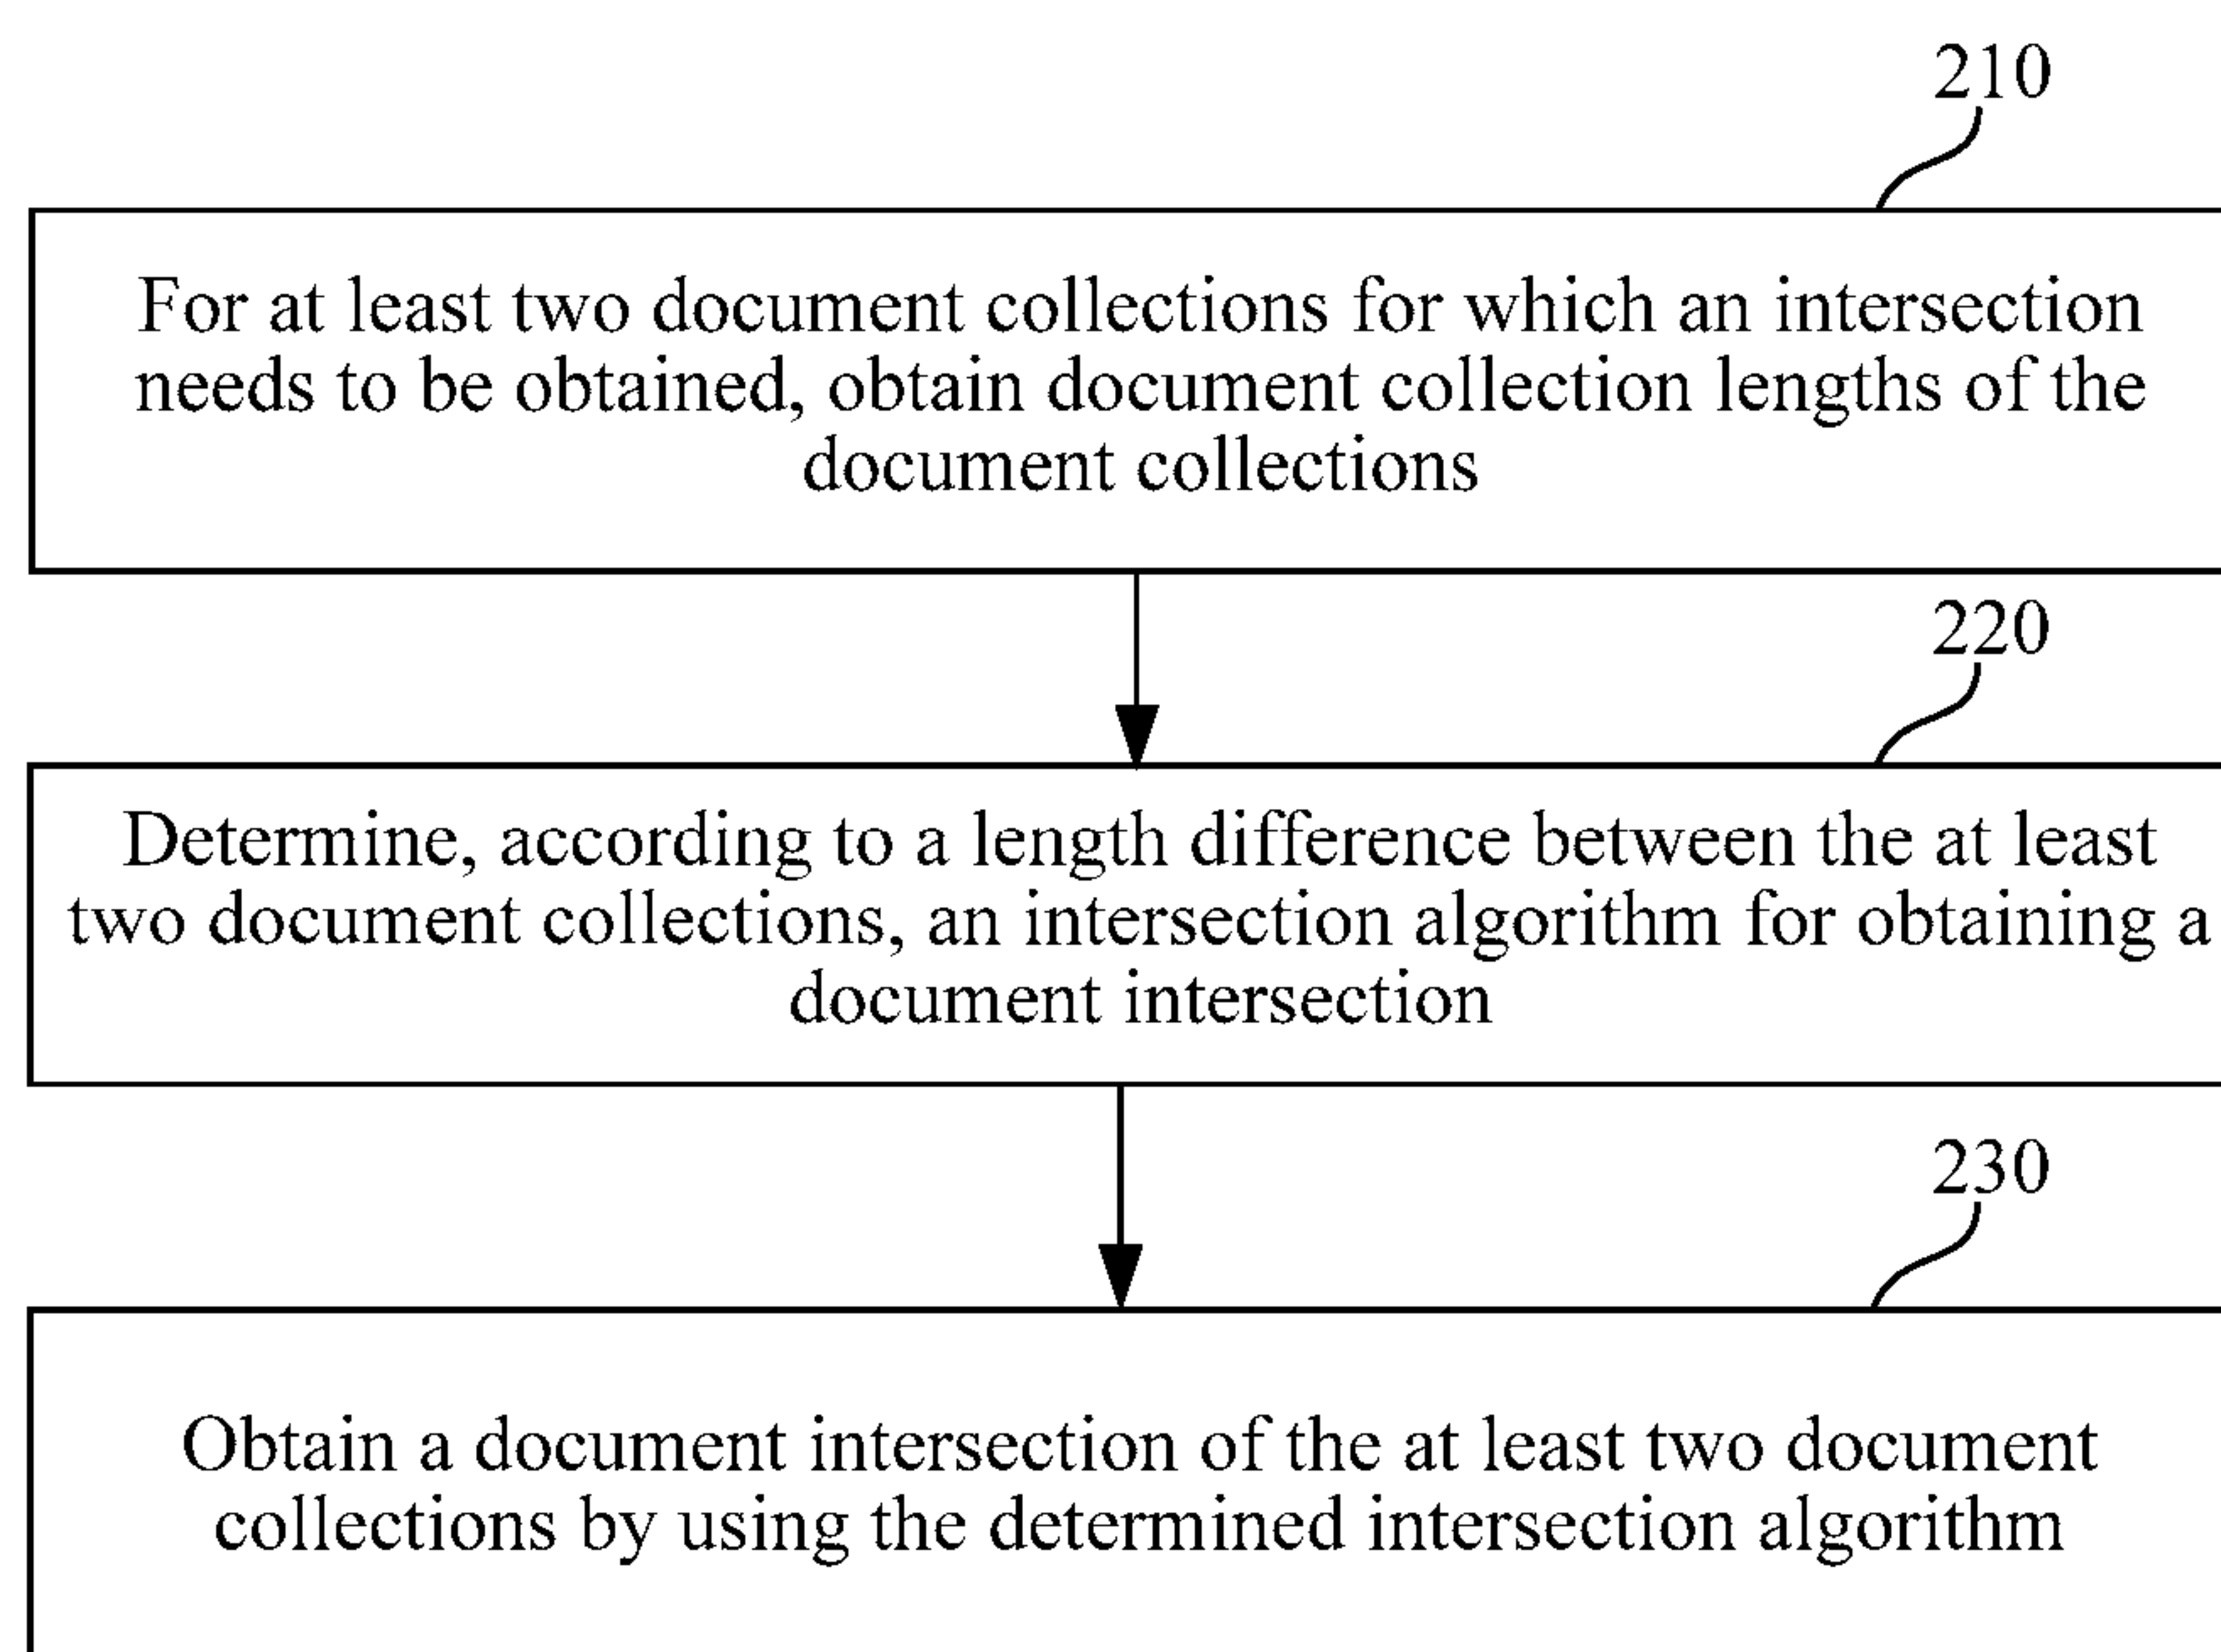 210
For at least two document collections for which an intersection
needs to be obtained, obtain document collection lengths of the
document collections
220
Determine, according to a length difference between the at least
two document collections, an intersection algorithm for obtaining a
document intersection
230
Obtain a document intersection of the at least two document
collections by using the determined intersection algorithm